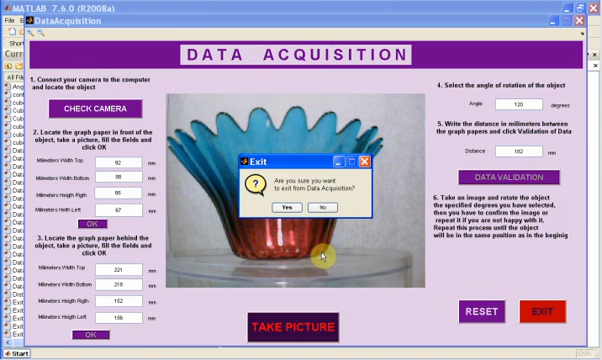 MATLAB 7.6.0 (R2008a)
DataAcquisition
DATA ACQUISITION
1. Connect your camera to the computer
and locate the object
CHECK CAMERA
2. Locate the graph paper in front of the
object, take a picture, fill the fields and
click OK
Milimeters Width Top 92 mm
Milimeters Width Bottom 88 mm
Milimeters Heigth Rigth 66 mm
Milimeters Heith Left 67 mm
OK
3. Locate the graph paper behind the
object, take a picture, fill the fields and
click OK
Milimeters Width Top 221 mm
Milimeters Width Bottom 218 mm
Milimeters Heigth Rigth 152 mm
Milimeters Heigth Left 156 mm
OK
Exit
Are you sure you want
to exit from Data Acquisition?
Yes No
TAKE PICTURE
4. Select the angle of rotation of the object
Angle 120 degrees
5. Write the distance in milimeters between
the graph papers and click Validation of Data
Distance 182 mm
DATA VALIDATION
6. Take an image and rotate the object
the specified degrees you have selected,
then you have to confirm the image or
repeat it if you are not happy with it.
Repeat this process until the object
will be in the same position as in the beginig
RESET EXIT
Start